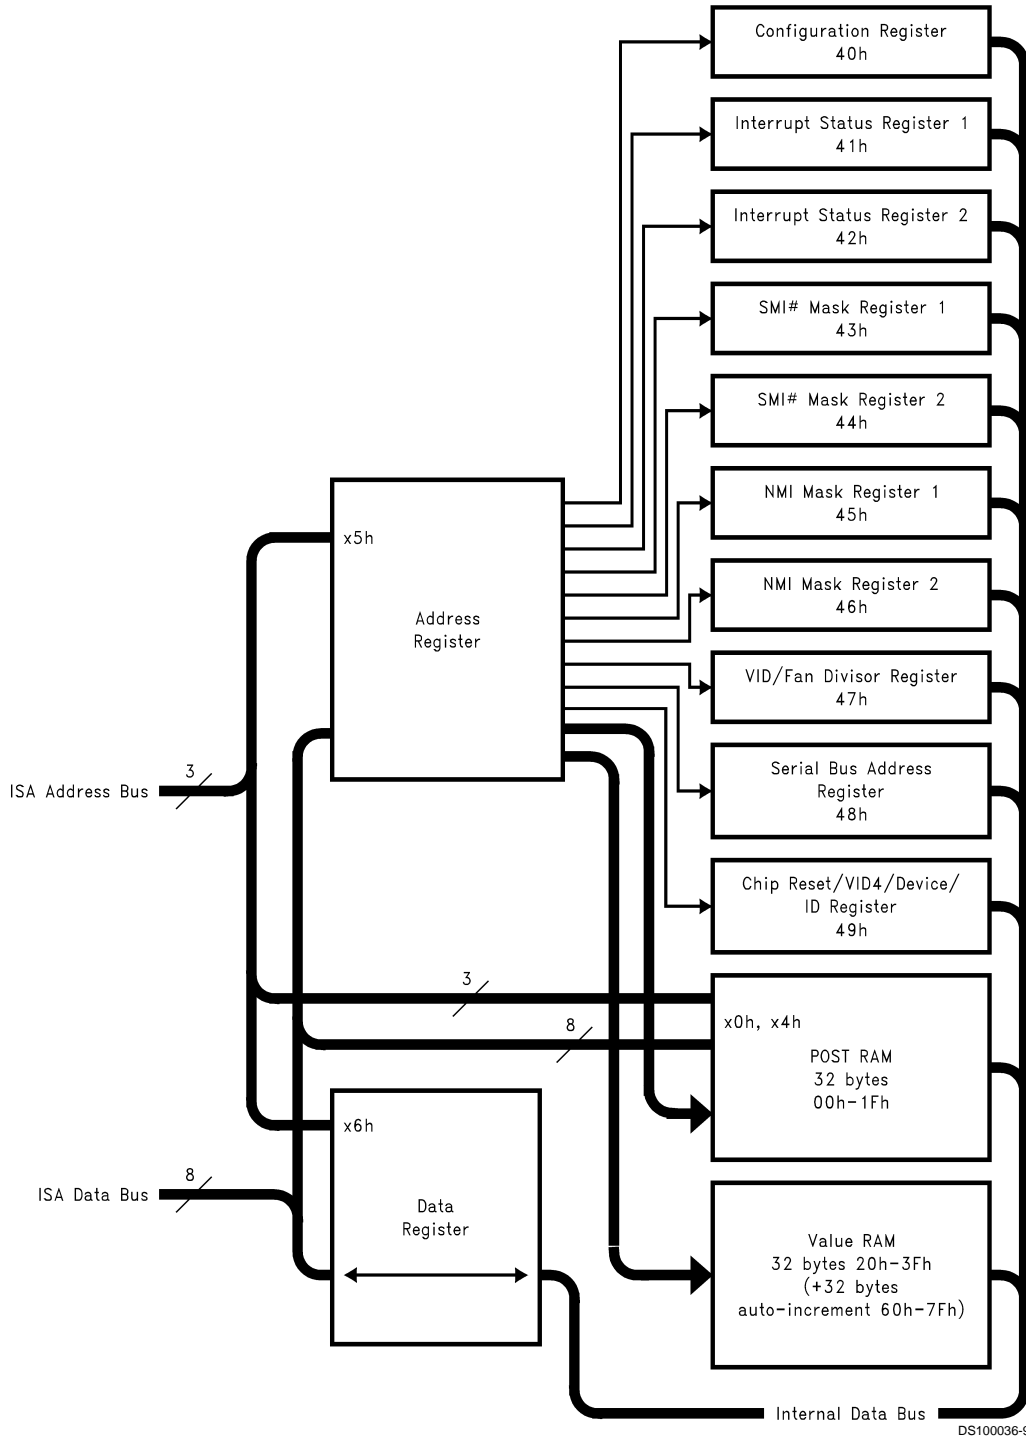 Configuration Register
40h
Interrupt Status Register 1
41h
Interrupt Status Register 2
42h
SMI# Mask Register 1
43h
SMI# Mask Register 2
44h
NMI Mask Register 1
45h
NMI Mask Register 2
46h
VID/Fan Divisor Register
47h
Serial Bus Address
Register
48h
Chip Reset/VID4/Device/
ID Register
49h
x5h
Address
Register
3
ISA Address Bus
3
8
x0h, x4h
POST RAM
32 bytes
00h-1Fh
x6h
8
ISA Data Bus
Data
Register
Value RAM
32 bytes 20h-3Fh
(+32 bytes
auto-increment 60h-7Fh)
Internal Data Bus
DS100036-9